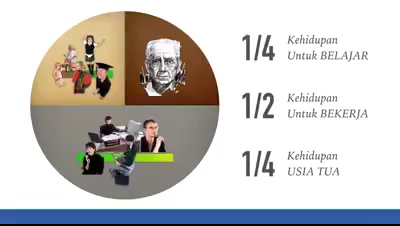 1/4
Kehidupan
Untuk BELAJAR
1/2
Kehidupan
Untuk BEKERJA
1/4
Kehidupan
USIA TUA